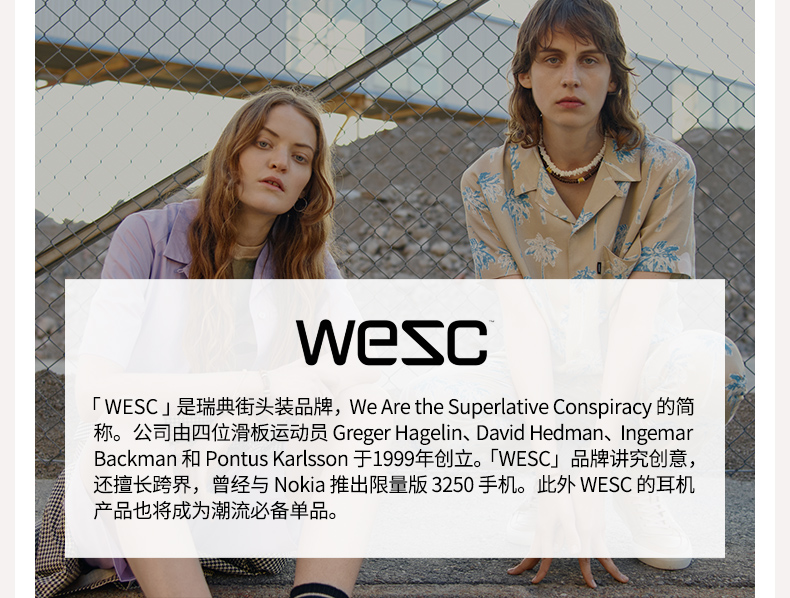 wesc™
「WESC」是瑞典街头装品牌，We Are the Superlative Conspiracy 的简
称。公司由四位滑板运动员 Greger Hagelin、David Hedman、Ingemar
Backman 和 Pontus Karlsson 于1999年创立。「WESC」品牌讲究创意，
还擅长跨界，曾经与 Nokia 推出限量版 3250 手机。此外 WESC 的耳机
产品也将成为潮流必备单品。